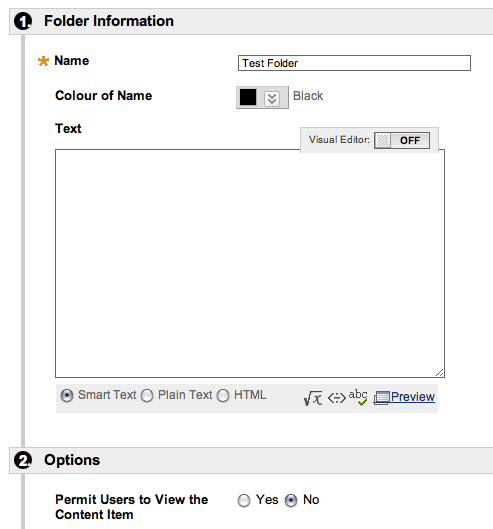 1. Folder Information
Name
Test Folder
Colour of Name
Black
Text
Visual Editor: OFF
Smart Text Plain Text HTML
√x <÷> abc Preview
2. Options
Permit Users to View the
Content Item
Yes No